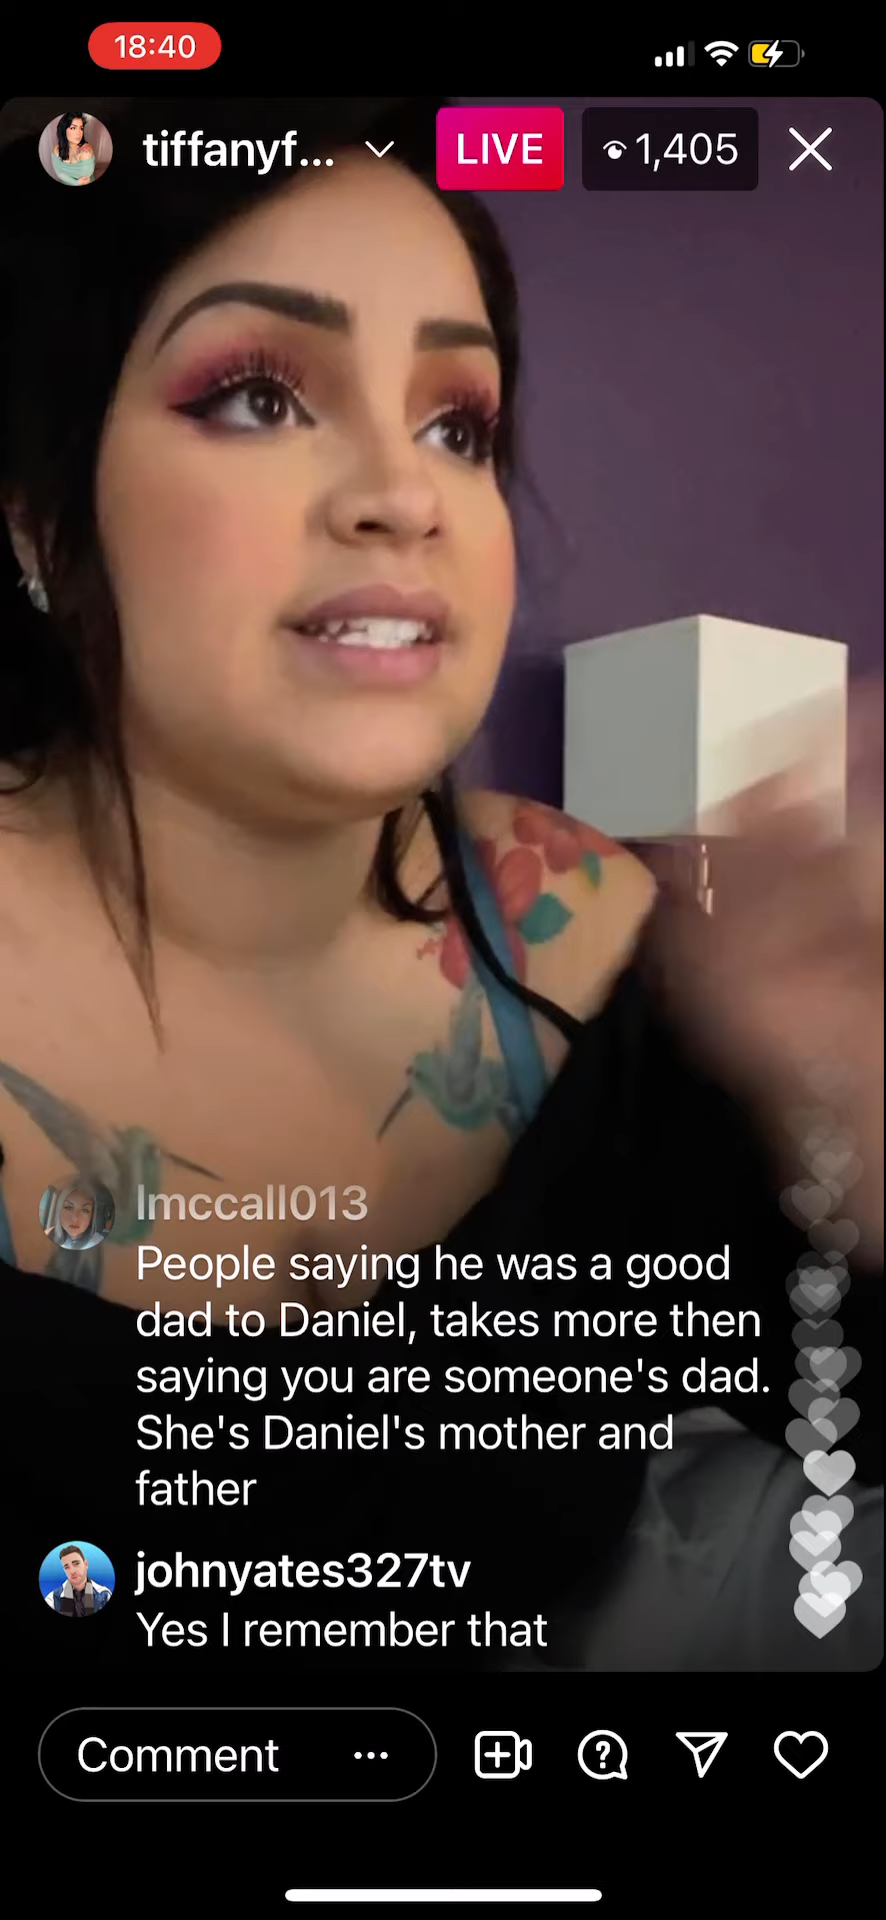 18:40
tiffanyf...
LIVE
1,405
lmccall013
People saying he was a good
dad to Daniel, takes more then
saying you are someone's dad.
She's Daniel's mother and
father
johnyates327tv
Yes I remember that
Comment